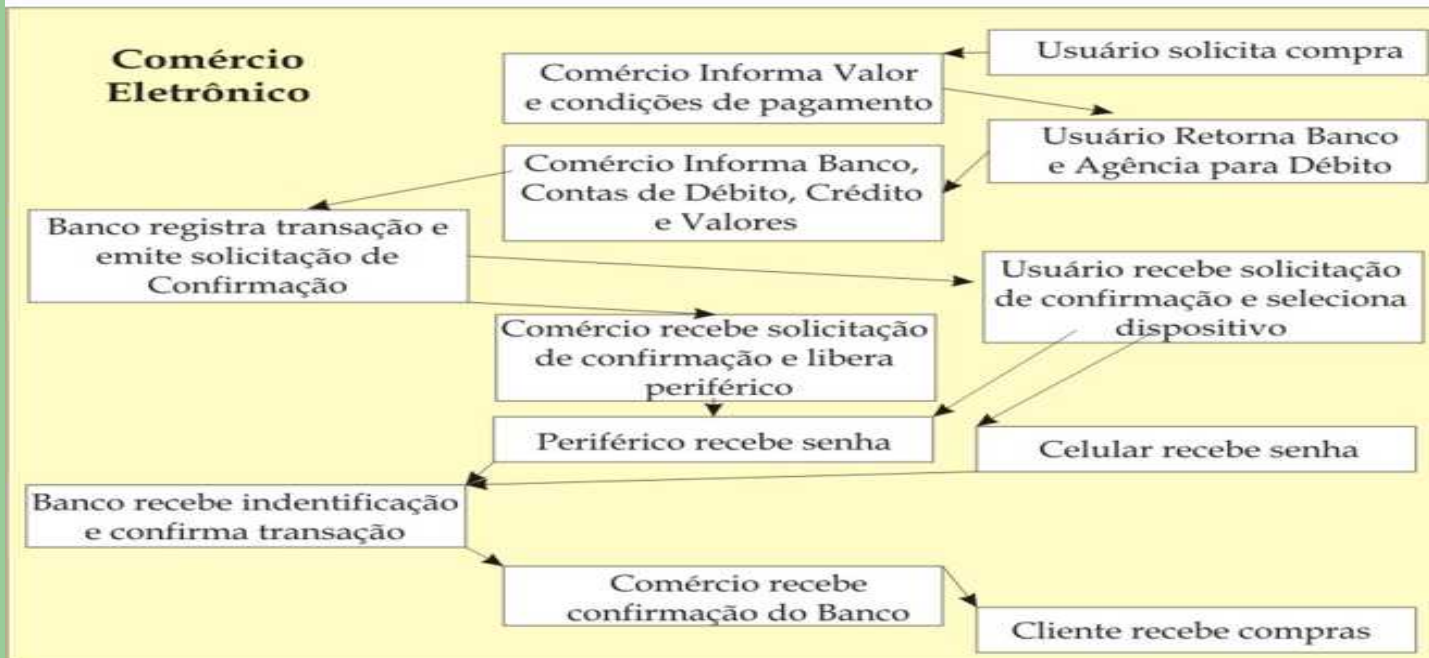 Comércio
Eletrônico
Usuário solicita compra
Comércio Informa Valor
e condições de pagamento
Usuário Retorna Banco
e Agência para Débito
Comércio Informa Banco,
Contas de Débito, Crédito
e Valores
Banco registra transação e
emite solicitação de
Confirmação
Usuário recebe solicitação
de confirmação e seleciona
dispositivo
Comércio recebe solicitação
de confirmação e libera
periférico
Periférico recebe senha
Celular recebe senha
Banco recebe indentificação
e confirma transação
Comércio recebe
confirmação do Banco
Cliente recebe compras